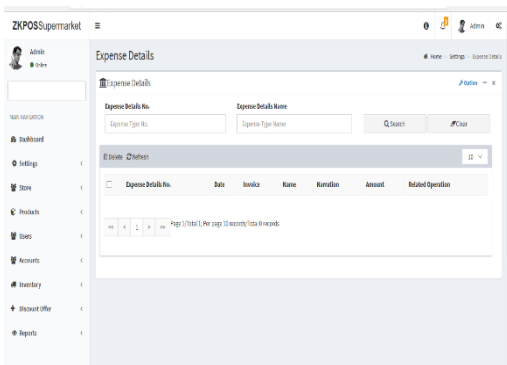 ZKPOSSupermarket
Admin
Admin
Online
Expense Details
Home
Settings
Expense Details
Expense Details
Option
Expense Details No.
Expense Details Name
Expense Type No.
Expense Type Name
Search
Clear
MAIN NAVIGATION
Dashboard
Settings
Store
Products
Users
Accounts
Inventory
Discount Offer
Reports
Delete
Refresh
10
Expense Details No. Date Invoice Name Narration Amount Related Operation
<< < 1 > >> Page 1/Total 1; Per page 10 records/Total 0 records